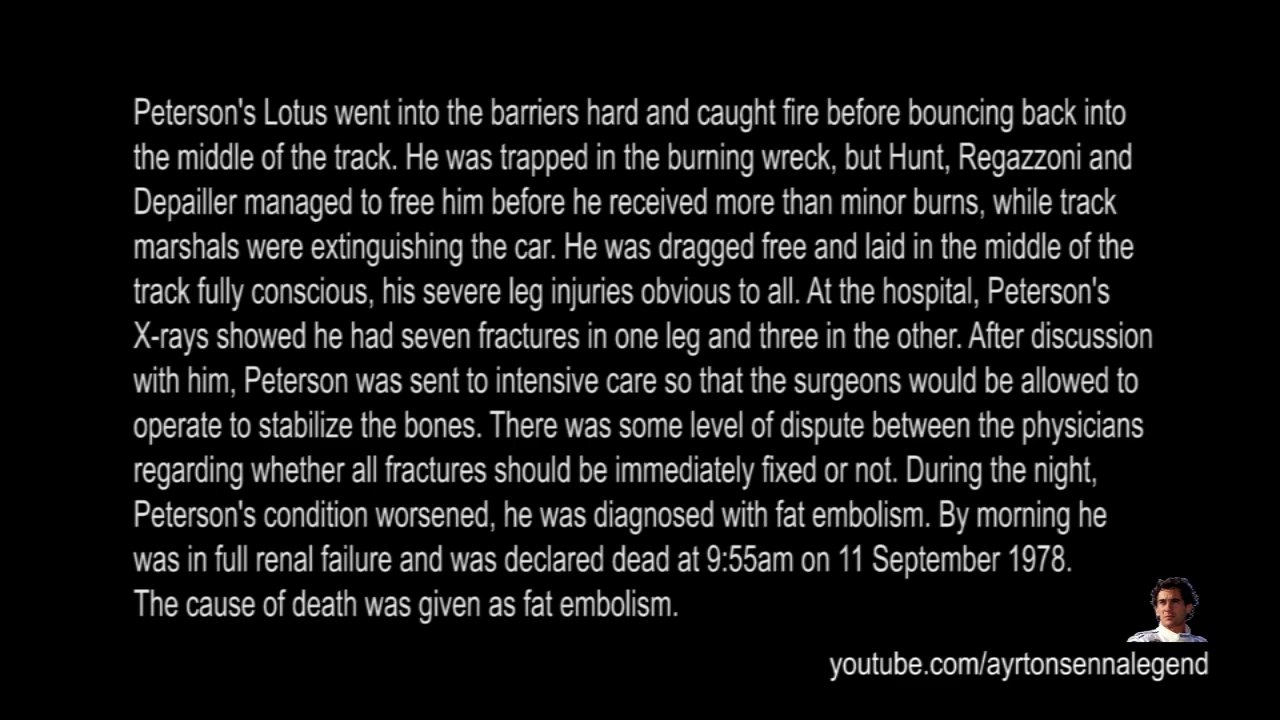 Peterson's Lotus went into the barriers hard and caught fire before bouncing back into
the middle of the track. He was trapped in the burning wreck, but Hunt, Regazzoni and
Depailler managed to free him before he received more than minor burns, while track
marshals were extinguishing the car. He was dragged free and laid in the middle of the
track fully conscious, his severe leg injuries obvious to all. At the hospital, Peterson's
X-rays showed he had seven fractures in one leg and three in the other. After discussion
with him, Peterson was sent to intensive care so that the surgeons would be allowed to
operate to stabilize the bones. There was some level of dispute between the physicians
regarding whether all fractures should be immediately fixed or not. During the night,
Peterson's condition worsened, he was diagnosed with fat embolism. By morning he
was in full renal failure and was declared dead at 9:55am on 11 September 1978.
The cause of death was given as fat embolism.
youtube.com/ayrtonsennalegend